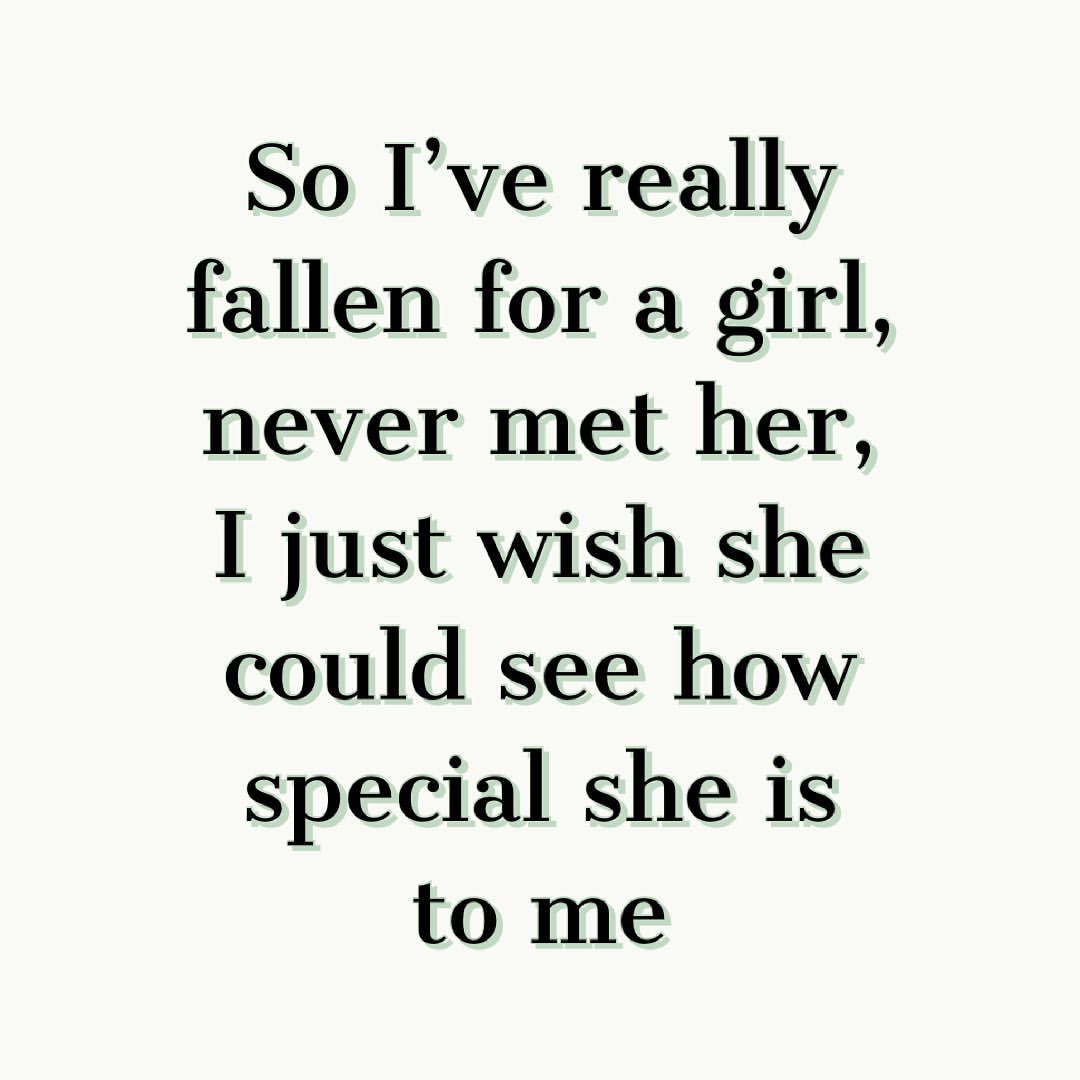 So I’ve really
fallen for a girl,
never met her,
I just wish she
could see how
special she is
to me